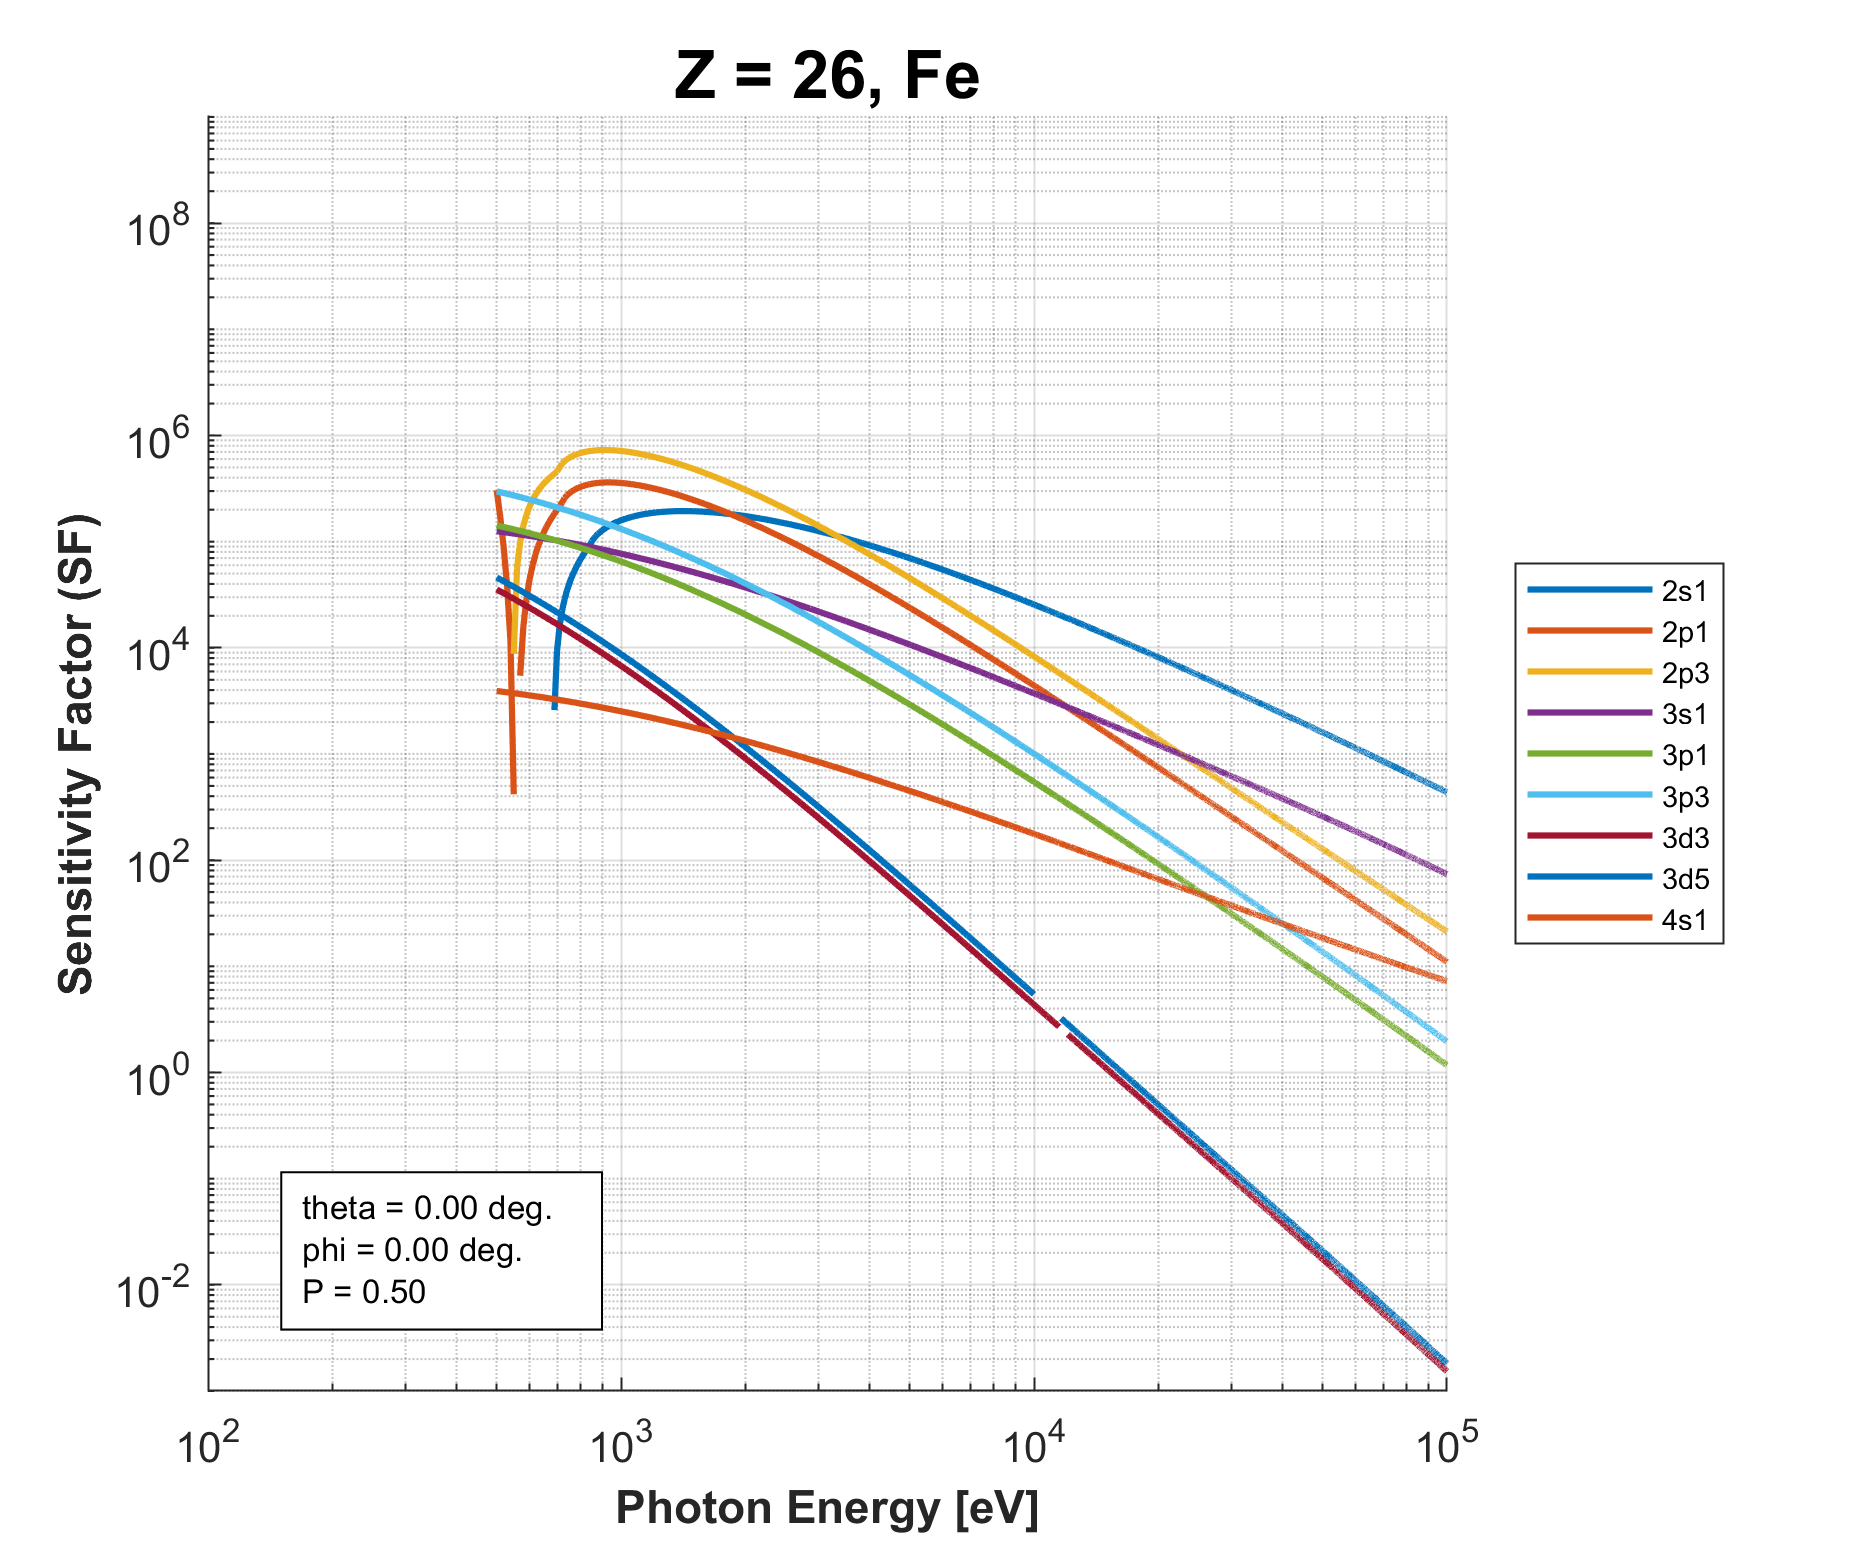 Z = 26, Fe
Sensitivity Factor (SF)
10^8
10^6
10^4
10^2
10^0
10^-2
theta = 0.00 deg.
phi = 0.00 deg.
P = 0.50
10^2 10^3 10^4 10^5
Photon Energy [eV]
2s1
2p1
2p3
3s1
3p1
3p3
3d3
3d5
4s1